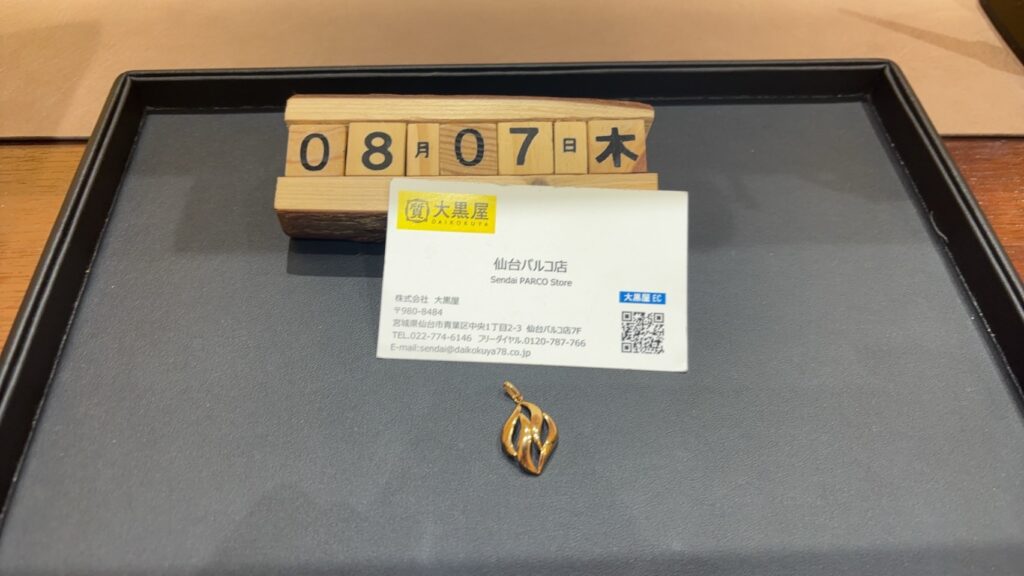 08月07日木
質 大黒屋
DAIKOKUYA
仙台パルコ店
Sendai PARCO Store
株式会社 大黒屋
〒980-8484
宮城県仙台市青葉区中央1丁目2-3 仙台パルコ店7F
TEL.022-774-6146 フリーダイヤル.0120-787-766
E-mail:sendai@daikokuya78.co.jp
大黒屋 EC